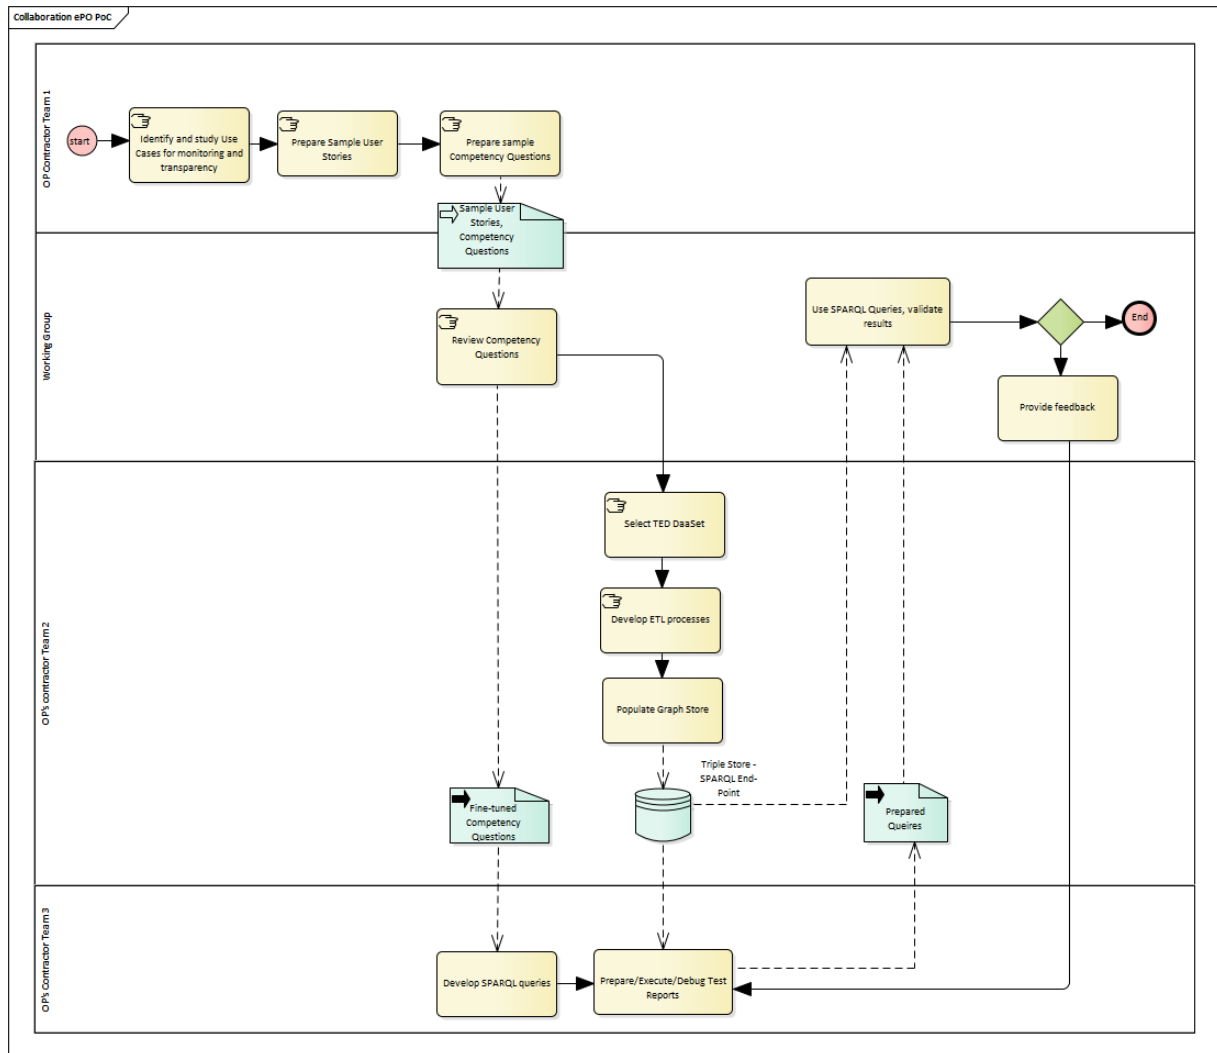 Collaboration ePO PoC
OP Contractor Team 1
start
Identify and study Use
Cases for monitoring and
transparency
Prepare Sample User
Stories
Prepare sample
Competency Questions
Sample User
Stories,
Competency
Questions
Working Group
Review Competency
Questions
Use SPARQL Queries, validate
results
End
Provide feedback
OP's contractor Team 2
Select TED DaaSet
Develop ETL processes
Populate Graph Store
Triple Store -
SPARQL End-
Point
Fine-tuned
Competency
Questions
Prepared
Queires
OP's Contractor Team 3
Develop SPARQL queries
Prepare/Execute/Debug Test
Reports